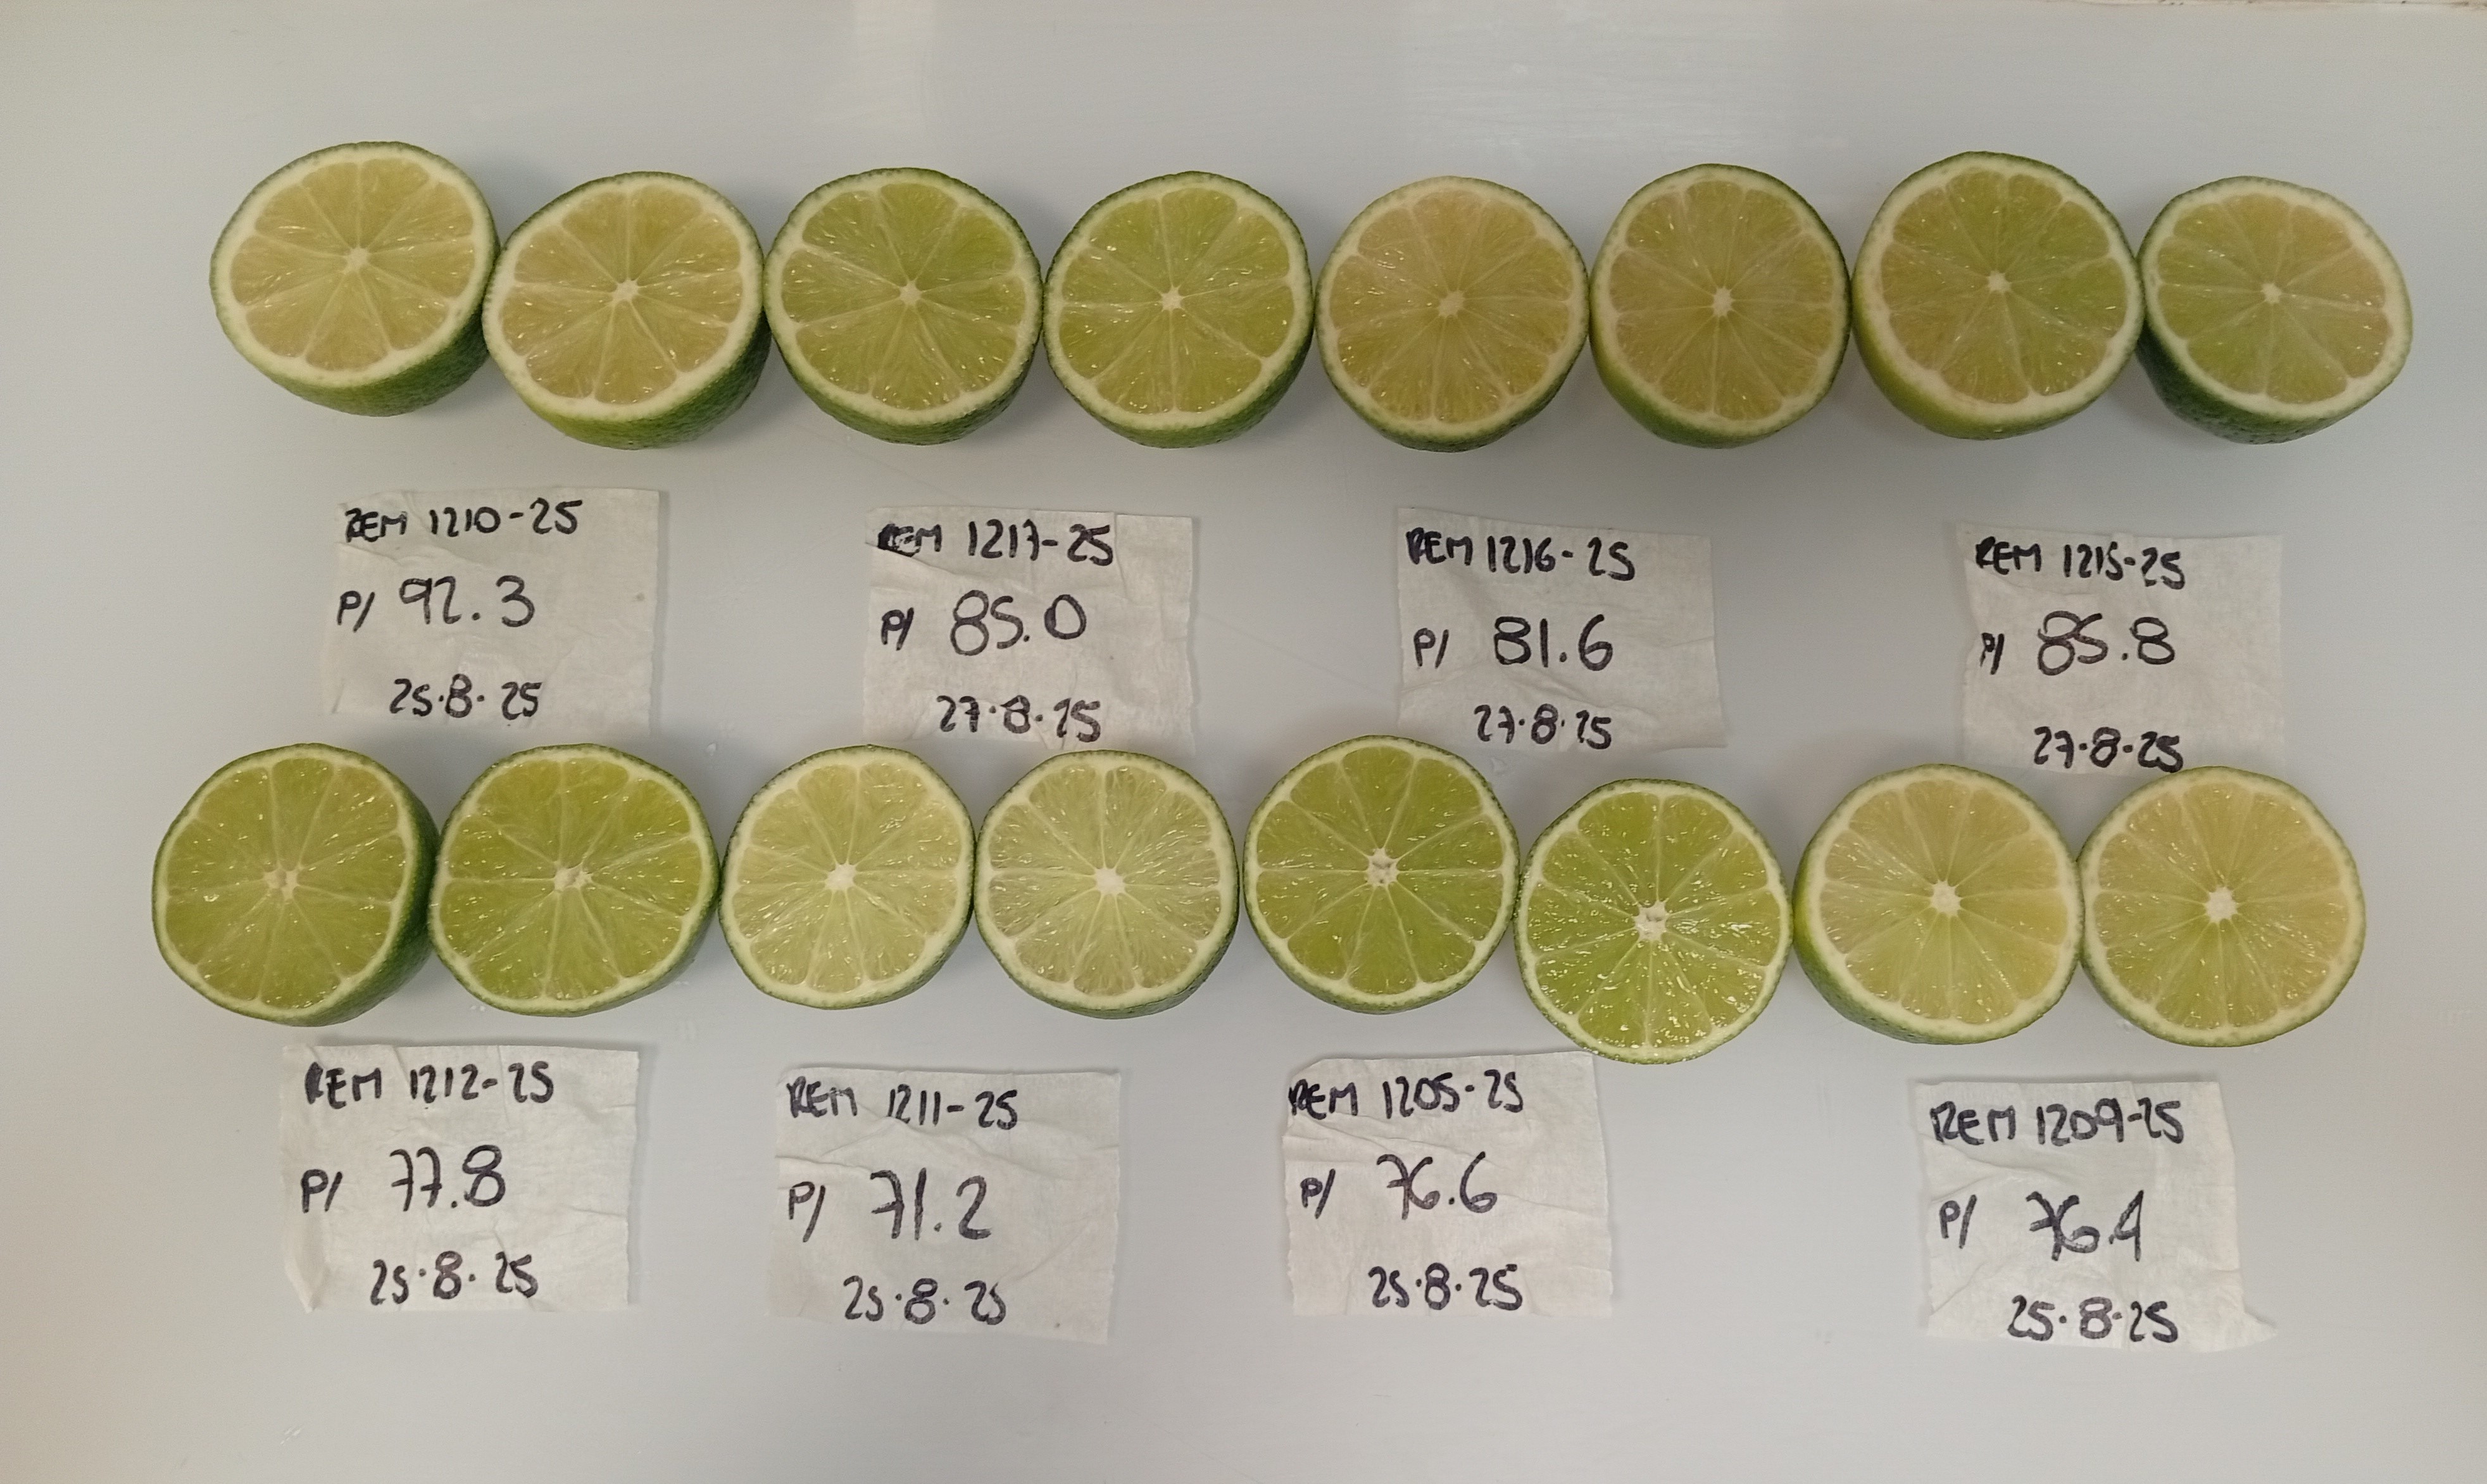 REM 1210-25
P/ 92.3
25.8.25
REM 1217-25
P/ 85.0
27.8.25
REM 1216-25
P/ 81.6
27.8.25
REM 1215-25
P/ 85.8
27.8.25
REM 1212-25
P/ 77.8
25.8.25
REM 1211-25
P/ 71.2
25.8.25
REM 1205-25
P/ 76.6
25.8.25
REM 1209-25
P/ 76.4
25.8.25